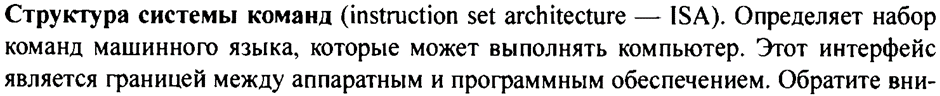 Структура системы команд (instruction set architecture — ISA). Определяет набор
команд машинного языка, которые может выполнять компьютер. Этот интерфейс
является границей между аппаратным и программным обеспечением. Обратите вни-